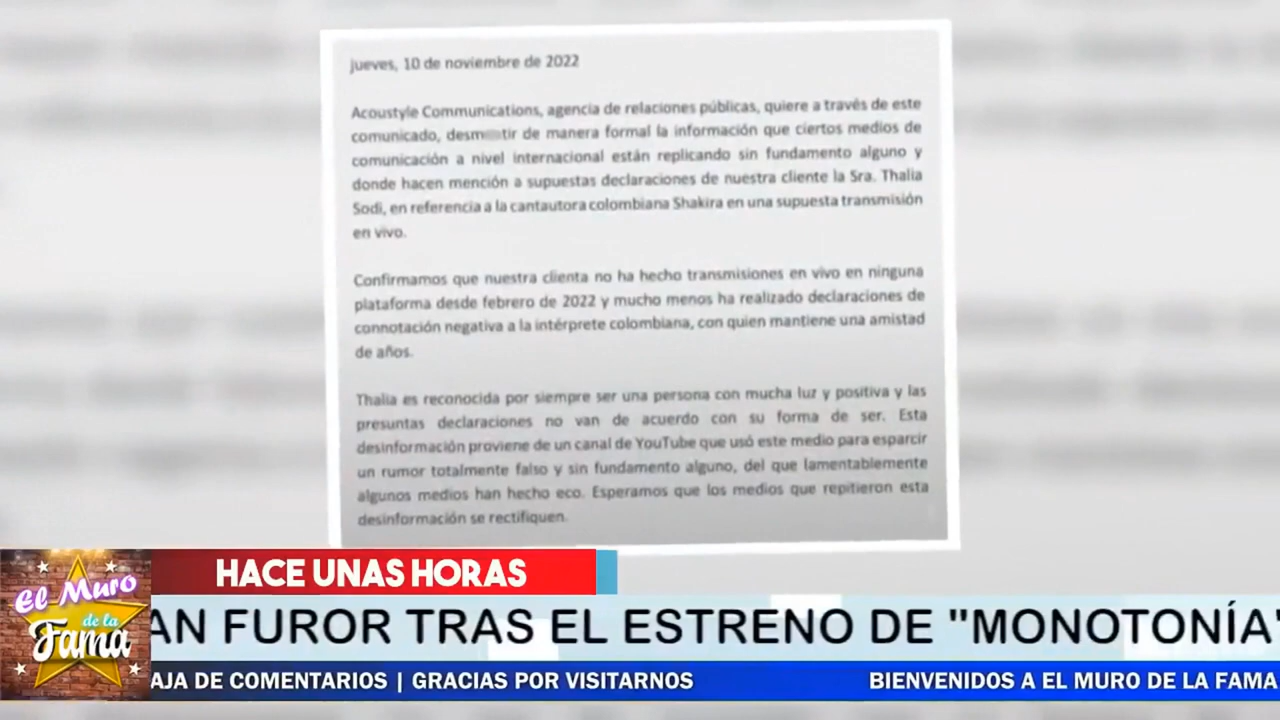 jueves, 10 de noviembre de 2022
Acoustyle Communications, agencia de relaciones públicas, quiere a través de este
comunicado, desmentir de manera formal la información que ciertos medios de
comunicación a nivel internacional están replicando sin fundamento alguno y
donde hacen mención a supuestas declaraciones de nuestra cliente la Sra. Thalia
Sodi, en referencia a la cantautora colombiana Shakira en una supuesta transmisión
en vivo.
Confirmamos que nuestra clienta no ha hecho transmisiones en vivo en ninguna
plataforma desde febrero de 2022 y mucho menos ha realizado declaraciones de
connotación negativa a la intérprete colombiana, con quien mantiene una amistad
de años.
Thalia es reconocida por siempre ser una persona con mucha luz y positiva y las
presuntas declaraciones no van de acuerdo con su forma de ser. Esta
desinformación proviene de un canal de YouTube que usó este medio para esparcir
un rumor totalmente falso y sin fundamento alguno, del que lamentablemente
algunos medios han hecho eco. Esperamos que los medios que repitieron esta
desinformación se rectifiquen.
HACE UNAS HORAS
El Muro
de la
Fama
AN FUROR TRAS EL ESTRENO DE "MONOTONÍA"
AJA DE COMENTARIOS | GRACIAS POR VISITARNOS BIENVENIDOS A EL MURO DE LA FAMA